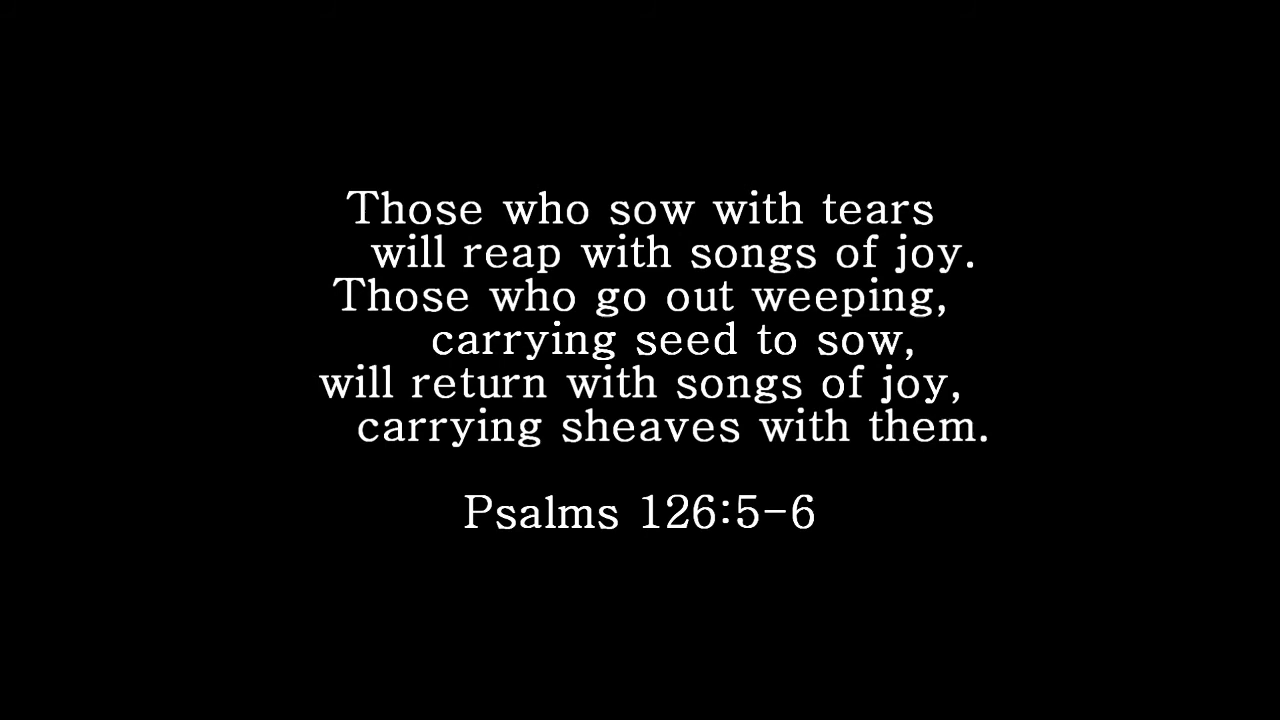 Those who sow with tears
will reap with songs of joy.
Those who go out weeping,
carrying seed to sow,
will return with songs of joy,
carrying sheaves with them.
Psalms 126:5-6